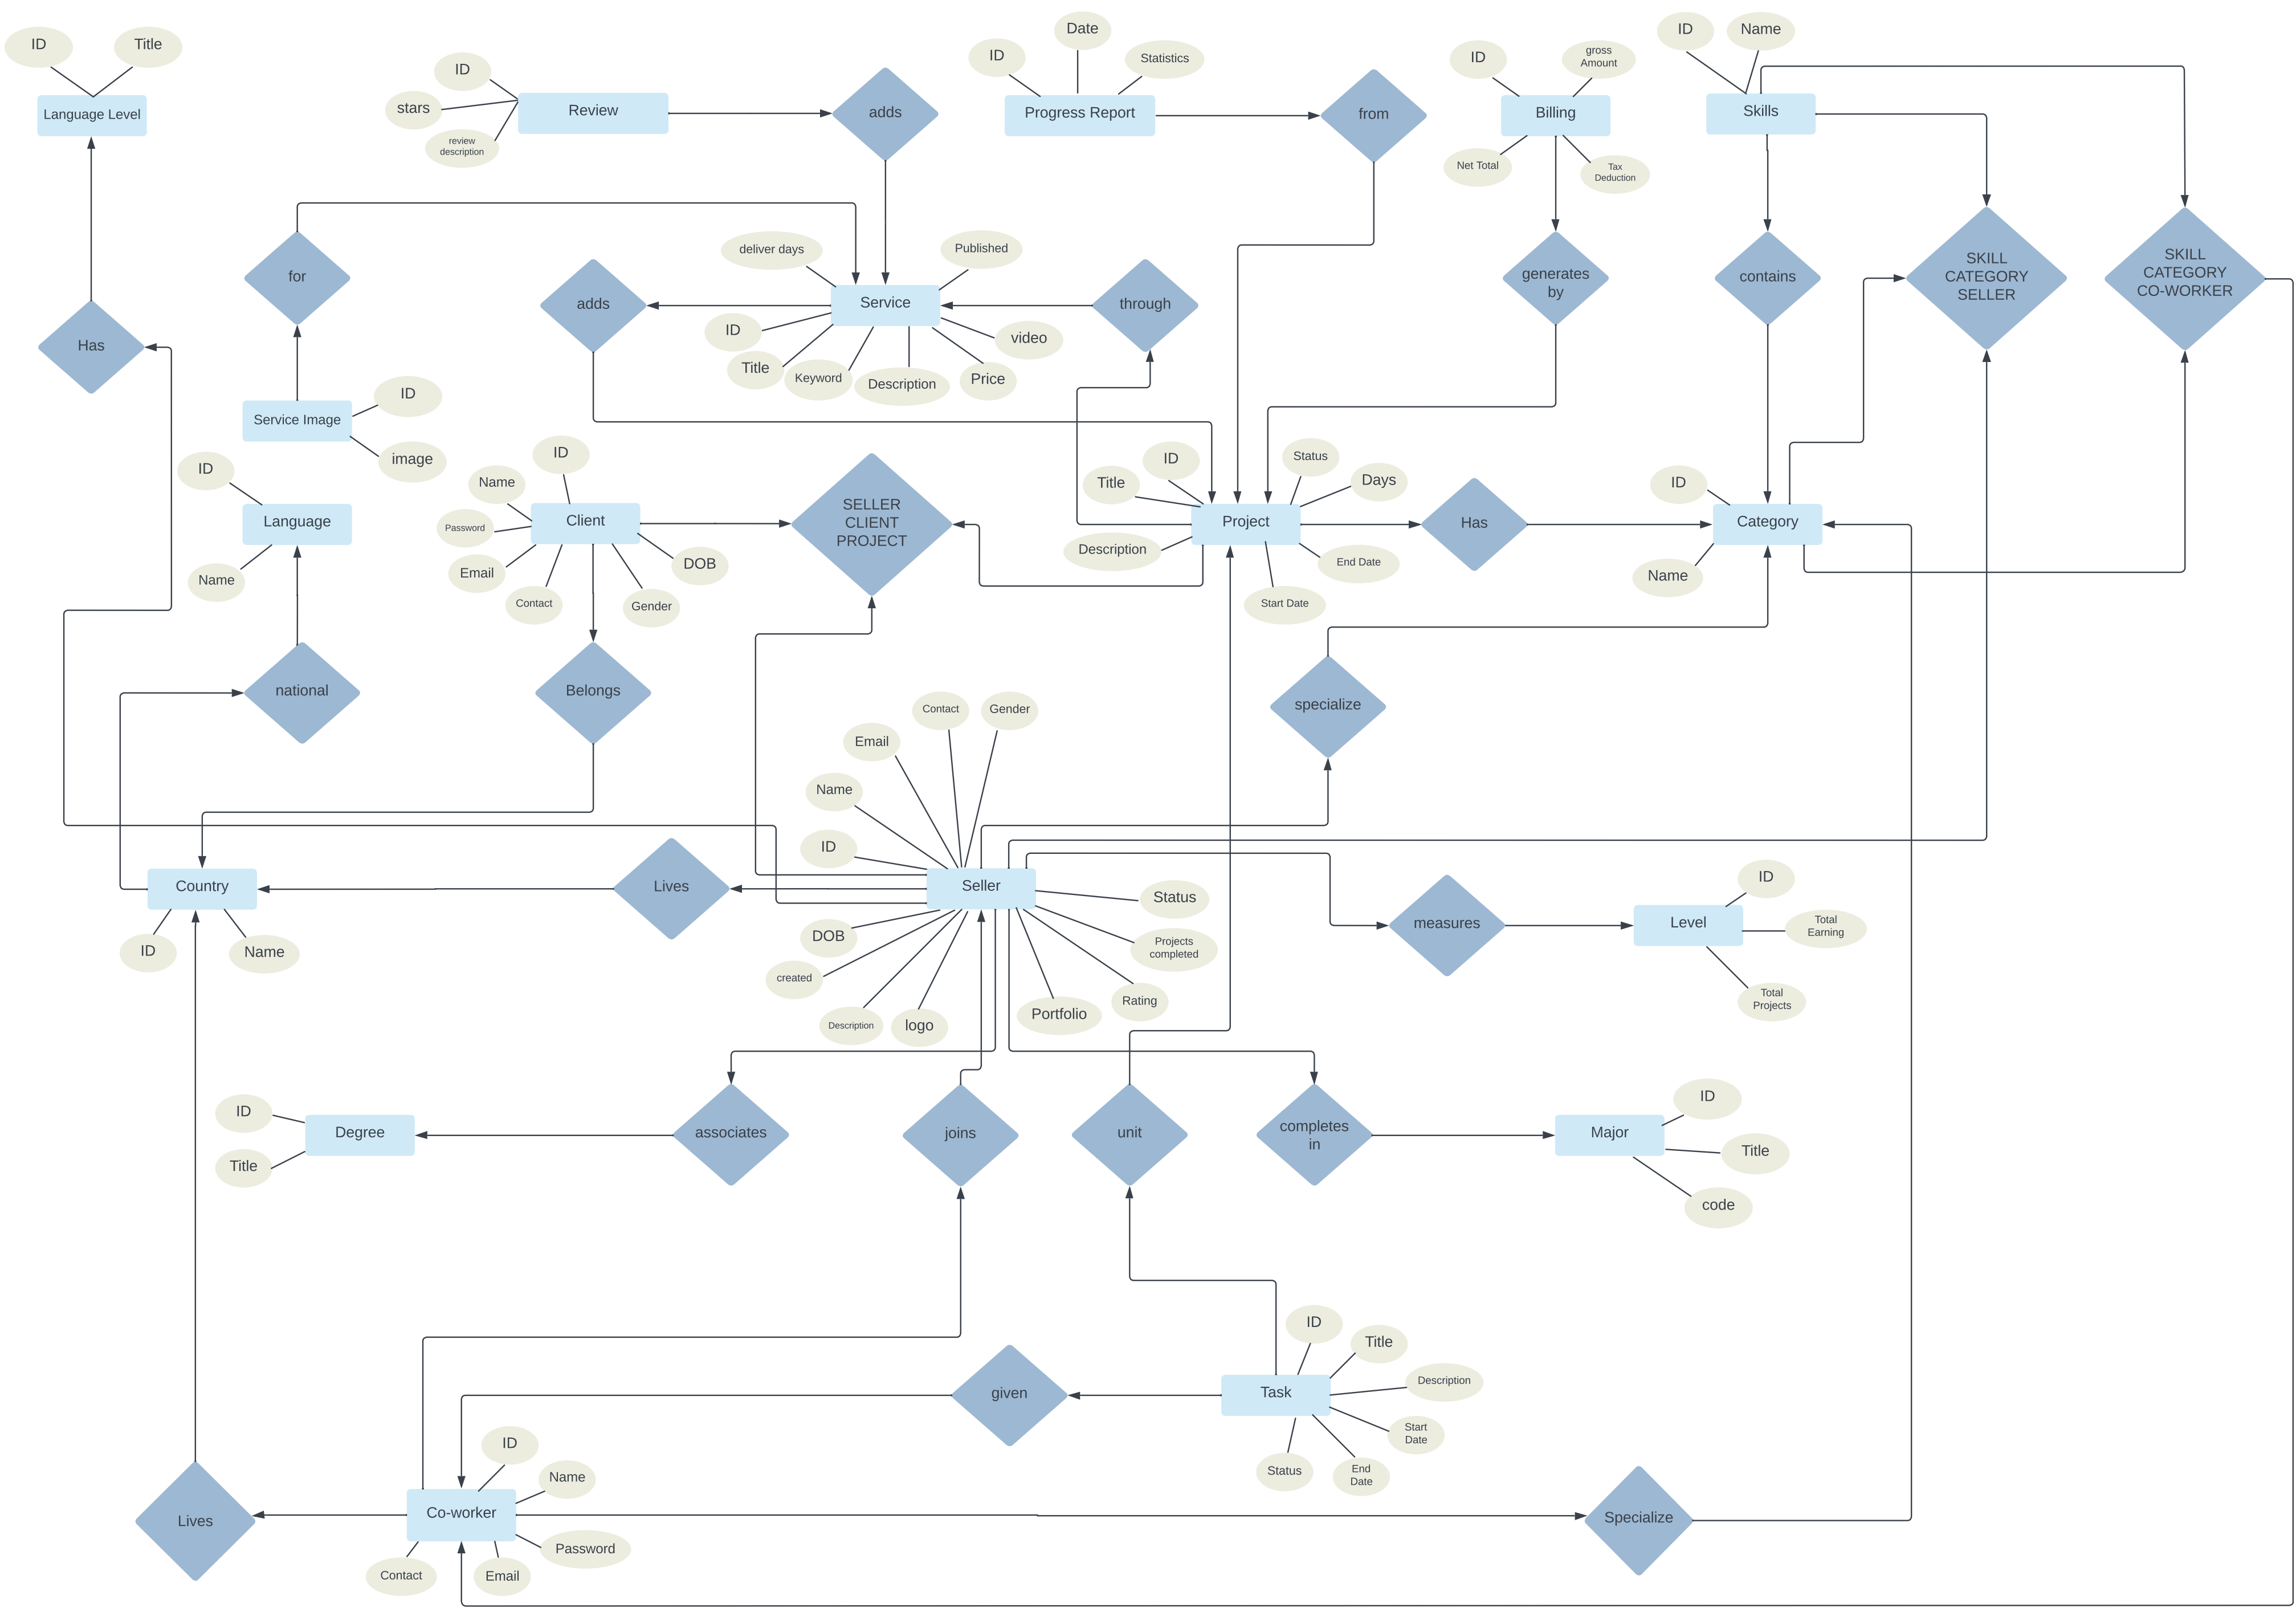 ID
Title
Language Level
Has
ID
stars
review
description
Review
adds
ID
Date
Statistics
Progress Report
from
ID
gross
Amount
Billing
Net Total
Tax
Deduction
ID
Name
Skills
for
adds
deliver days
Published
Service
ID
Title
Keyword
Description
Price
video
through
generates
by
contains
SKILL
CATEGORY
SELLER
SKILL
CATEGORY
CO-WORKER
Service Image
ID
image
ID
Language
Name
national
ID
Name
Password
Email
Contact
Client
Gender
DOB
SELLER
CLIENT
PROJECT
Title
ID
Status
Days
Project
Description
Start Date
End Date
Has
ID
Category
Name
Belongs
specialize
Contact
Gender
Email
Name
ID
Country
ID
Name
Lives
Seller
Status
DOB
created
Description
logo
Portfolio
Rating
Projects
completed
measures
Level
ID
Total
Earning
Total
Projects
ID
Title
Degree
associates
joins
unit
completes
in
Major
ID
Title
code
given
Task
ID
Title
Description
Start
Date
End
Date
Status
Lives
Co-worker
ID
Name
Password
Email
Contact
Specialize